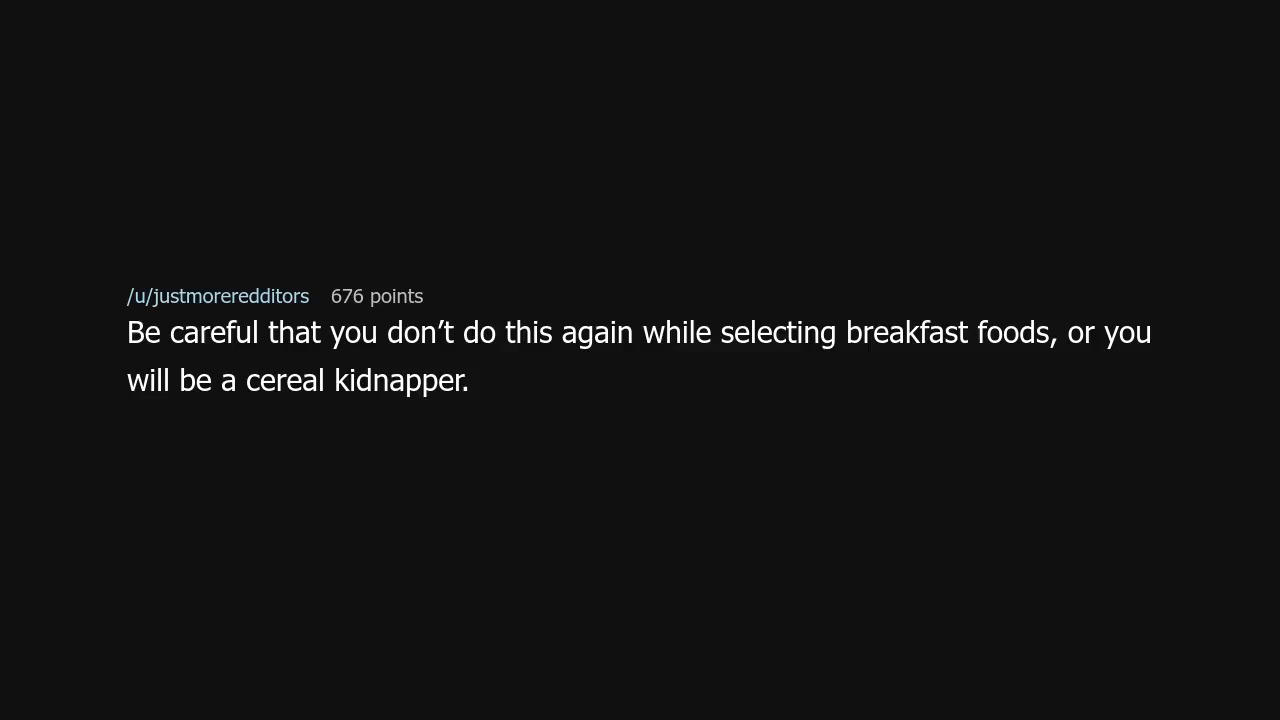 /u/justmoreredditors 676 points
Be careful that you don’t do this again while selecting breakfast foods, or you
will be a cereal kidnapper.